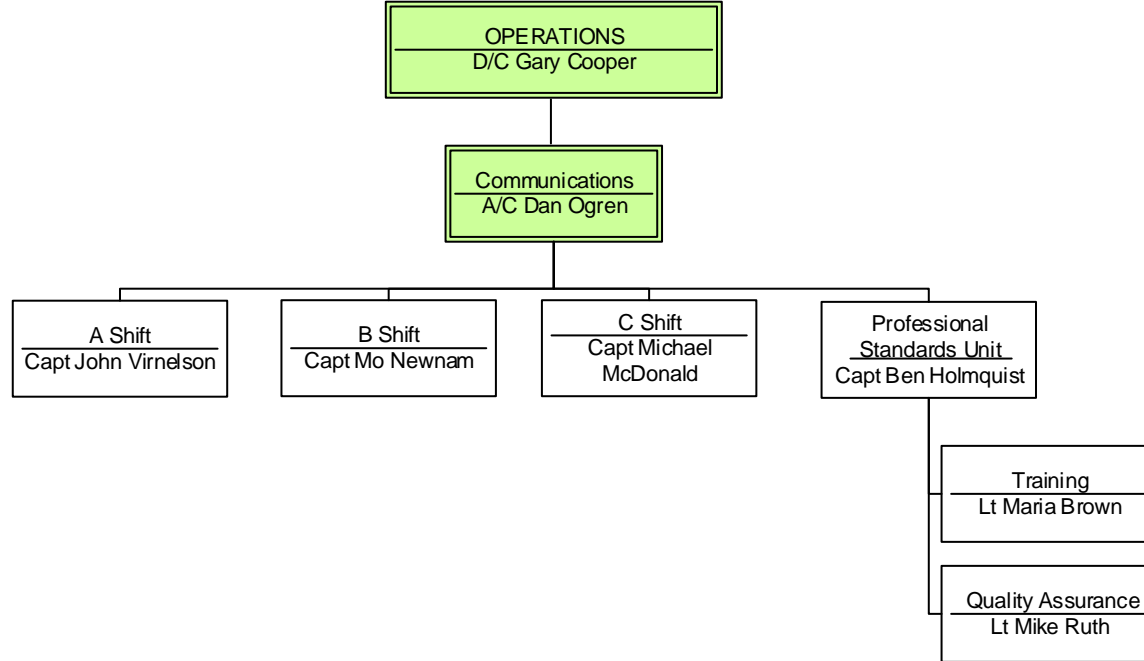 OPERATIONS
D/C Gary Cooper
Communications
A/C Dan Ogren
A Shift
Capt John Virnelson
B Shift
Capt Mo Newnam
C Shift
Capt Michael
McDonald
Professional
Standards Unit
Capt Ben Holmquist
Training
Lt Maria Brown
Quality Assurance
Lt Mike Ruth